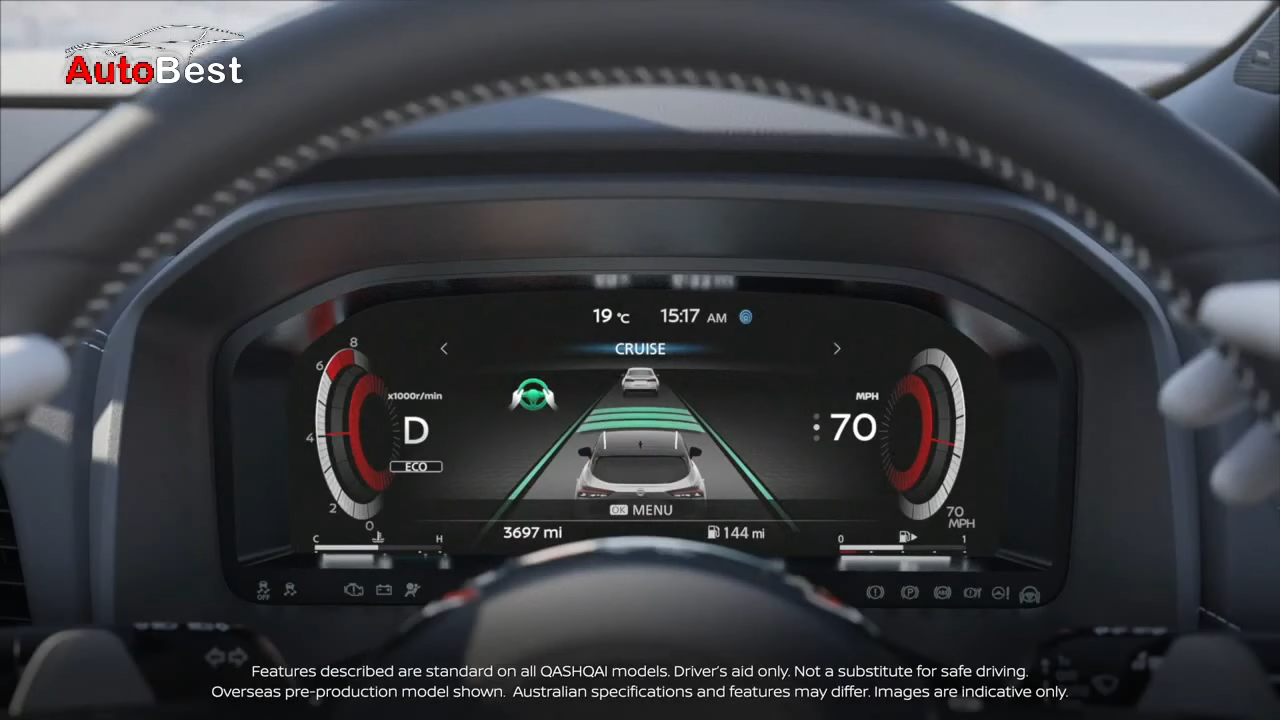 AutoBest
19 °C 15:17 AM
CRUISE
8
6
x1000r/min
MPH
D
70
4
ECO
2
OK MENU
70
MPH
0
3697 mi
144 mi
C H
0 1
OFF
Features described are standard on all QASHQAI models. Driver's aid only. Not a substitute for safe driving.
Overseas pre-production model shown. Australian specifications and features may differ. Images are indicative only.